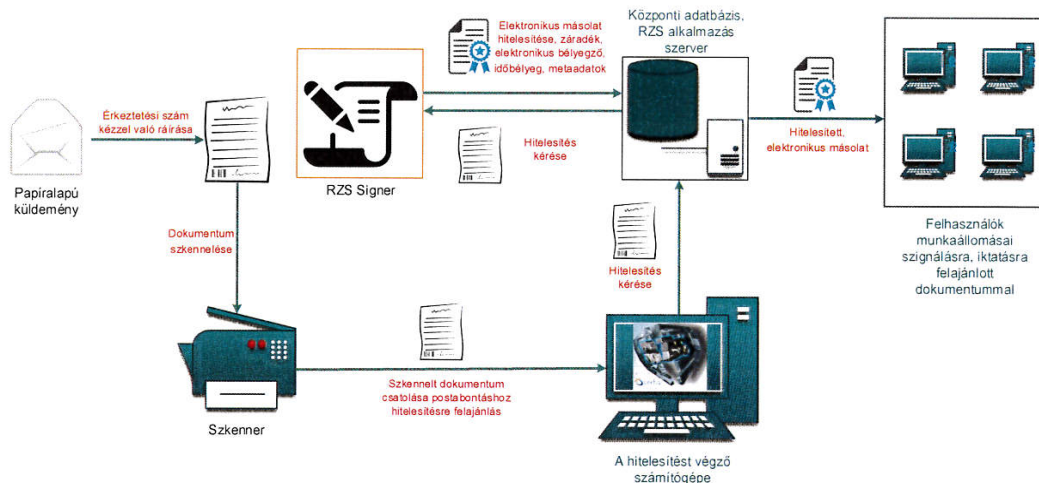 Elektronikus másolat
hitelesítése, záradék,
elektronikus bélyegző,
időbélyeg, metaadatok
Központi adatbázis,
RZS alkalmazás
szerver
Érkeztetési szám
kézzel való ráírása
Papíralapú
küldemény
RZS Signer
Hitelesítés
kérése
Hitelesített,
elektronikus másolat
Felhasználók
munkaállomásai
szignálásra, iktatásra
felajánlott
dokumentummal
Dokumentum
szkennelése
Hitelesítés
kérése
Szkennelt dokumentum
csatolása postabontáshoz
hitelesítésre felajánlás
Szkenner
A hitelesítést végző
számítógépe